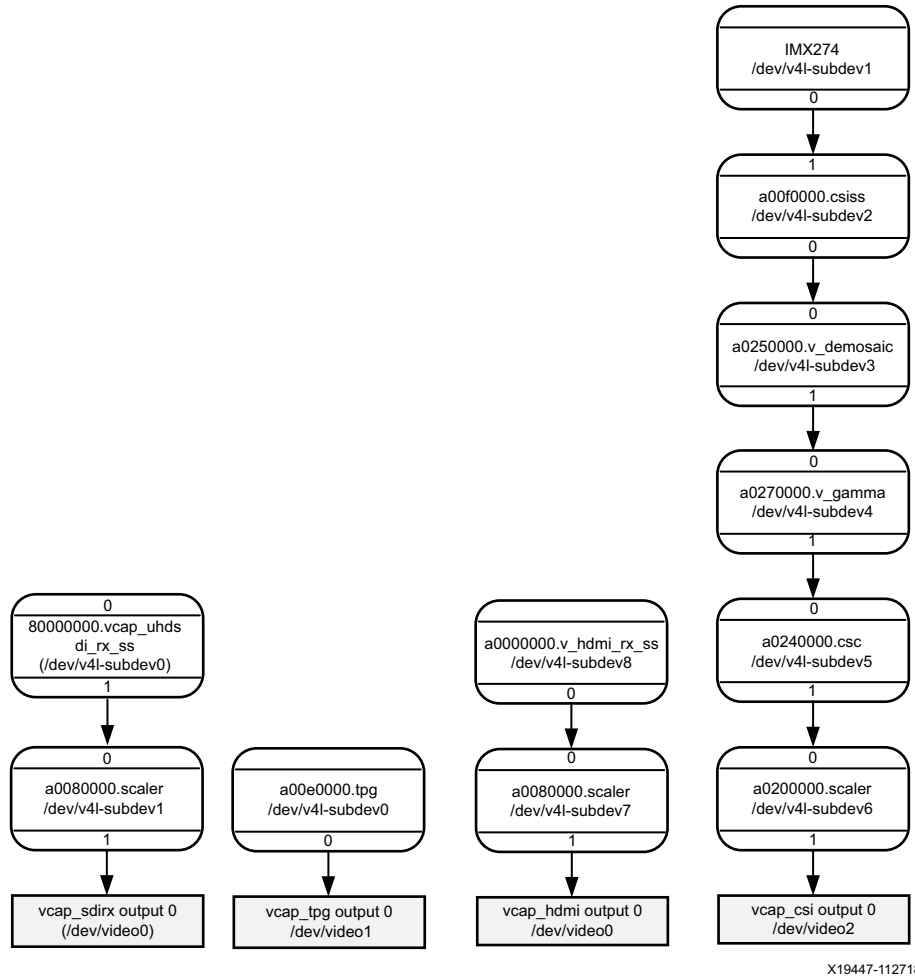 IMX274
/dev/v4l-subdev1
0
1
a00f0000.csiss
/dev/v4l-subdev2
0
0
a0250000.v_demosaic
/dev/v4l-subdev3
1
0
a0270000.v_gamma
/dev/v4l-subdev4
1
0
80000000.vcap_uhds
di_rx_ss
(/dev/v4l-subdev0)
1
a0000000.v_hdmi_rx_ss
/dev/v4l-subdev8
0
0
a0240000.csc
/dev/v4l-subdev5
1
0
a0080000.scaler
/dev/v4l-subdev1
1
a00e0000.tpg
/dev/v4l-subdev0
0
0
a0080000.scaler
/dev/v4l-subdev7
1
0
a0200000.scaler
/dev/v4l-subdev6
1
vcap_sdirx output 0
(/dev/video0)
vcap_tpg output 0
/dev/video1
vcap_hdmi output 0
/dev/video0
vcap_csi output 0
/dev/video2
X19447-112718